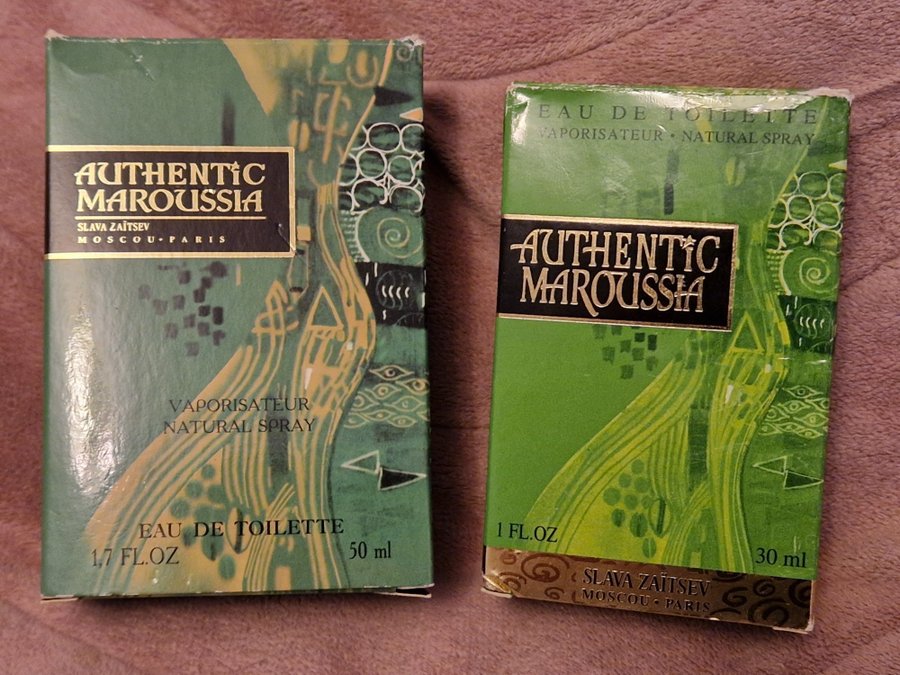 AUTHENTiC
MAROUSSIA
SLAVA ZAÏTSEV
MOSCOU • PARIS
VAPORISATEUR
NATURAL SPRAY
EAU DE TOILETTE
1,7 FL.OZ 50 ml
EAU DE TOILETTE
VAPORISATEUR • NATURAL SPRAY
AUTHENTiC
MAROUSSIA
1 FL.OZ 30 ml
SLAVA ZAÏTSEV
MOSCOU • PARIS